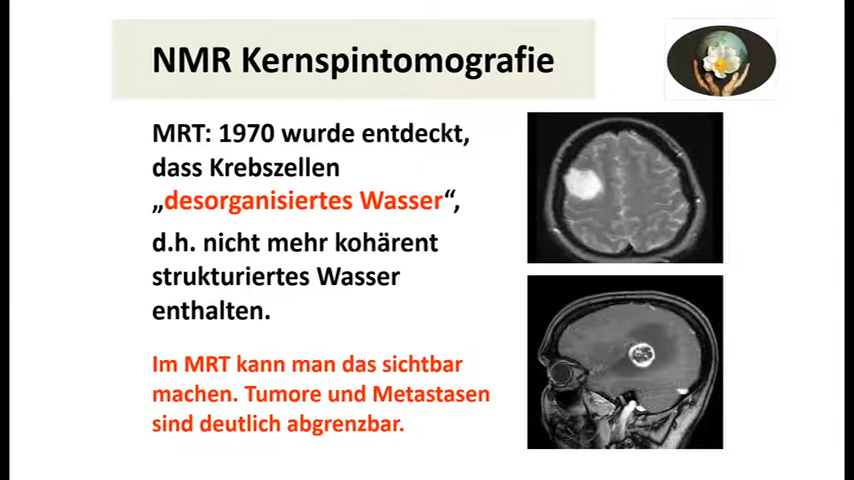 NMR Kernspintomografie
MRT: 1970 wurde entdeckt,
dass Krebszellen
„desorganisiertes Wasser“,
d.h. nicht mehr kohärent
strukturiertes Wasser
enthalten.
Im MRT kann man das sichtbar
machen. Tumore und Metastasen
sind deutlich abgrenzbar.